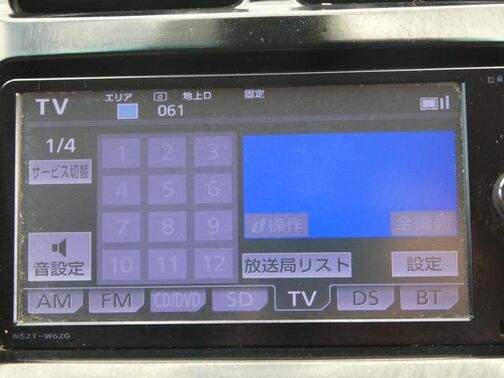 TV エリア d 地上D 固定
061
1/4
サービス切替
1 2 3
4 5 6
7 8 9
10 11 12
d操作 全画面
音設定 放送局リスト 設定
AM FM CD/DVD SD TV DS BT
NSZT-W62G